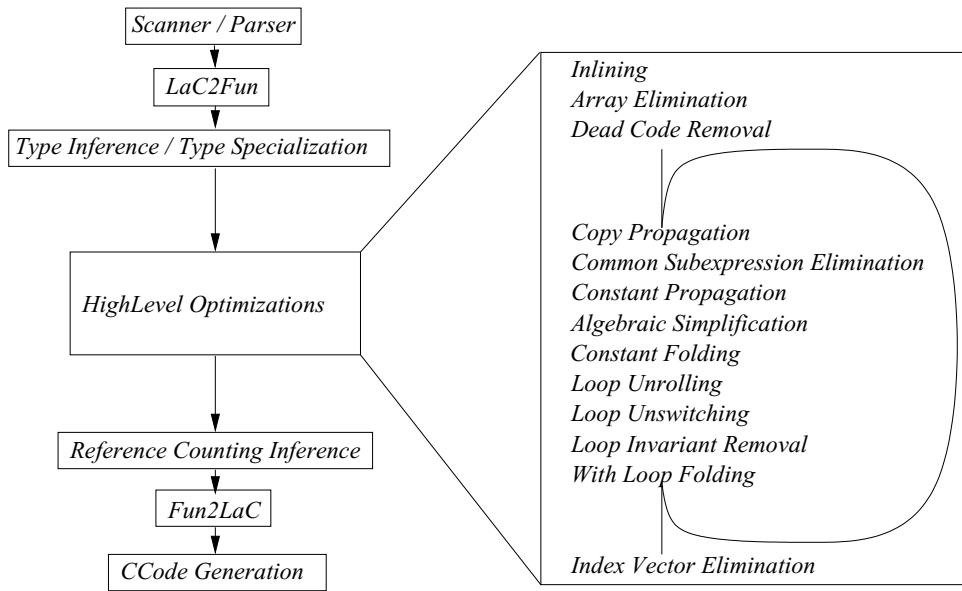 Scanner / Parser
LaC2Fun
Type Inference / Type Specialization
HighLevel Optimizations
Reference Counting Inference
Fun2LaC
CCode Generation
Inlining
Array Elimination
Dead Code Removal
Copy Propagation
Common Subexpression Elimination
Constant Propagation
Algebraic Simplification
Constant Folding
Loop Unrolling
Loop Unswitching
Loop Invariant Removal
With Loop Folding
Index Vector Elimination